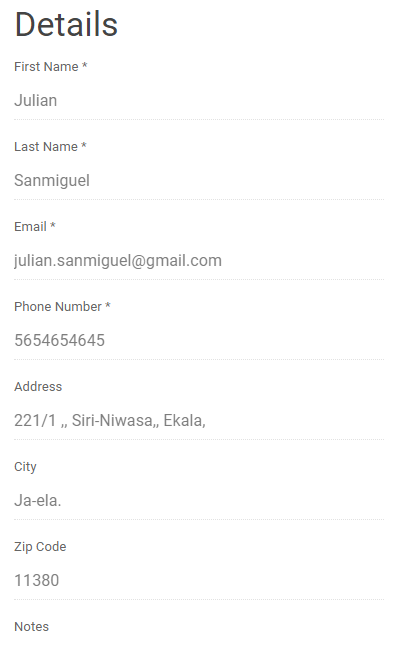 Details
First Name *
Julian
Last Name *
Sanmiguel
Email *
julian.sanmiguel@gmail.com
Phone Number *
5654654645
Address
221/1 ,, Siri-Niwasa,, Ekala,
City
Ja-ela.
Zip Code
11380
Notes